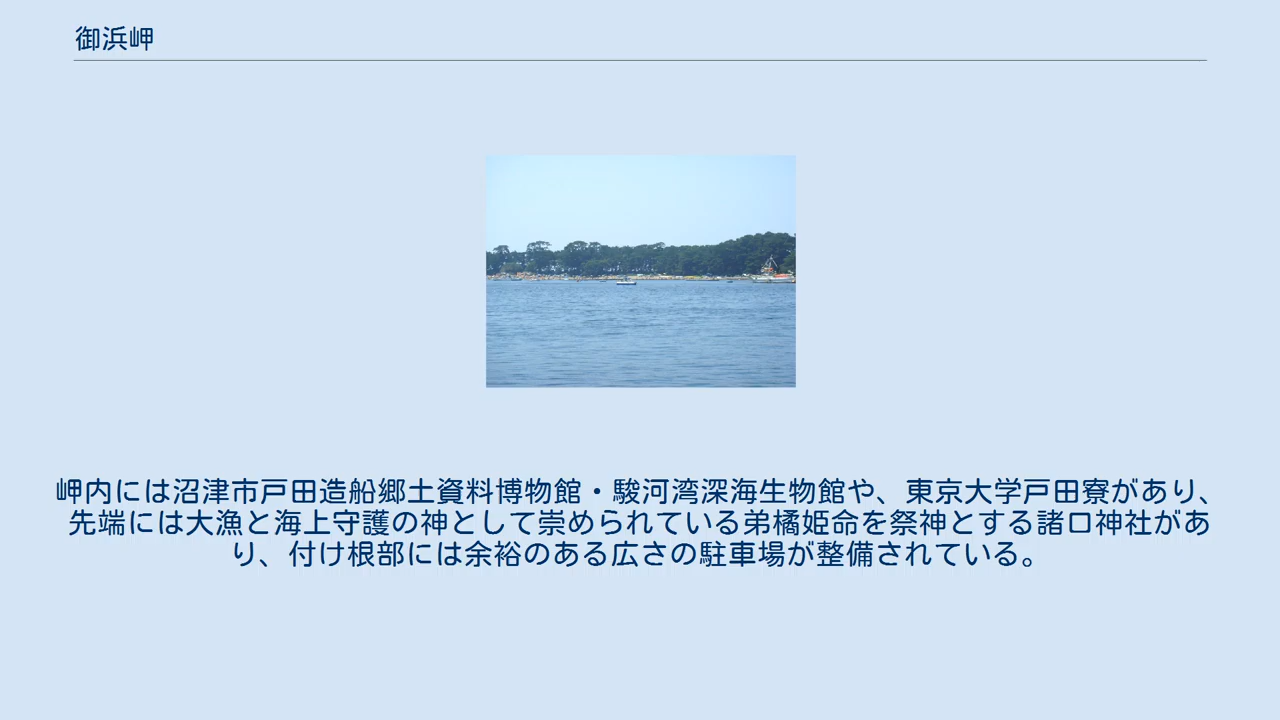 御浜岬
岬内には沼津市戸田造船郷土資料博物館・駿河湾深海生物館や、東京大学戸田寮があり、
先端には大漁と海上守護の神として崇められている弟橘姫命を祭神とする諸口神社があ
り、付け根部には余裕のある広さの駐車場が整備されている。